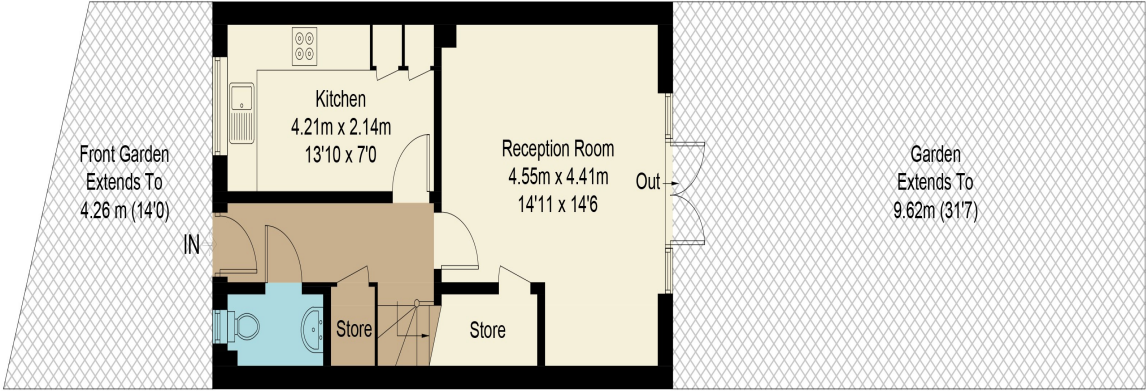 Kitchen
4.21m x 2.14m
13'10 x 7'0
Reception Room
4.55m x 4.41m
14'11 x 14'6
Front Garden
Extends To
4.26 m (14'0)
Garden
Extends To
9.62m (31'7)
Out
IN
Store
Store